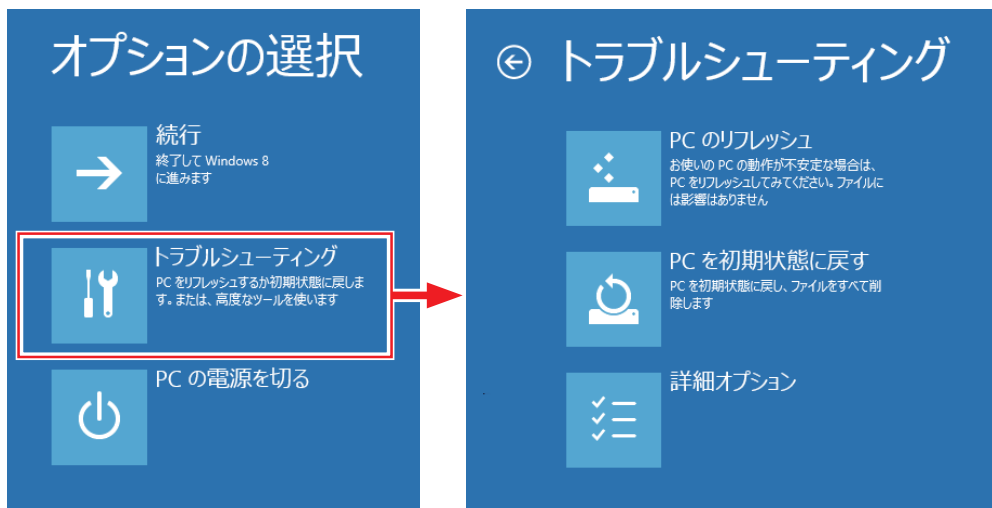 オプションの選択
続行
終了して Windows 8
に進みます
トラブルシューティング
PC をリフレッシュするか初期状態に戻しま
す。または、高度なツールを使います
PC の電源を切る
トラブルシューティング
PC のリフレッシュ
お使いの PC の動作が不安定な場合は、
PC をリフレッシュしてみてください。ファイルに
は影響はありません
PC を初期状態に戻す
PC を初期状態に戻し、ファイルをすべて削
除します
詳細オプション